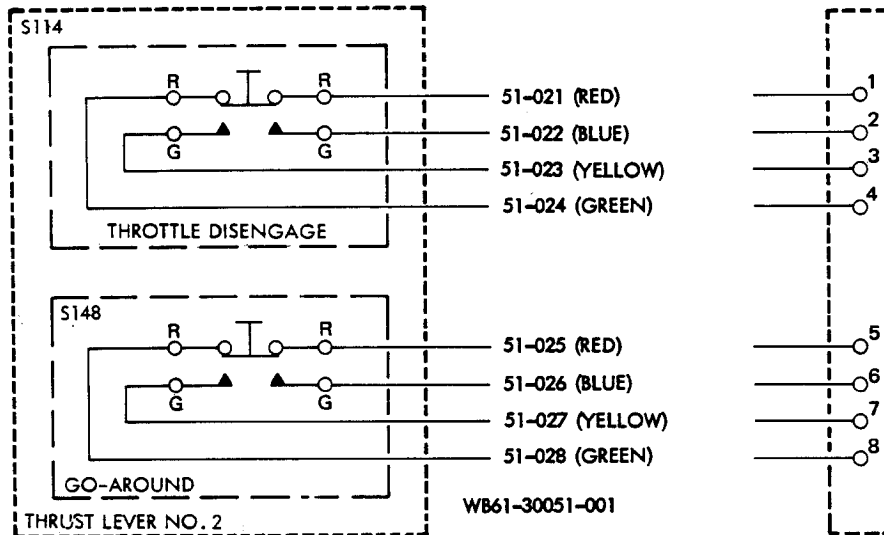 S114
R R
51-021 (RED) 1
51-022 (BLUE) 2
G G
51-023 (YELLOW) 3
51-024 (GREEN) 4
THROTTLE DISENGAGE
S148
R R
51-025 (RED) 5
51-026 (BLUE) 6
G G
51-027 (YELLOW) 7
51-028 (GREEN) 8
GO-AROUND
WB61-30051-001
THRUST LEVER NO. 2